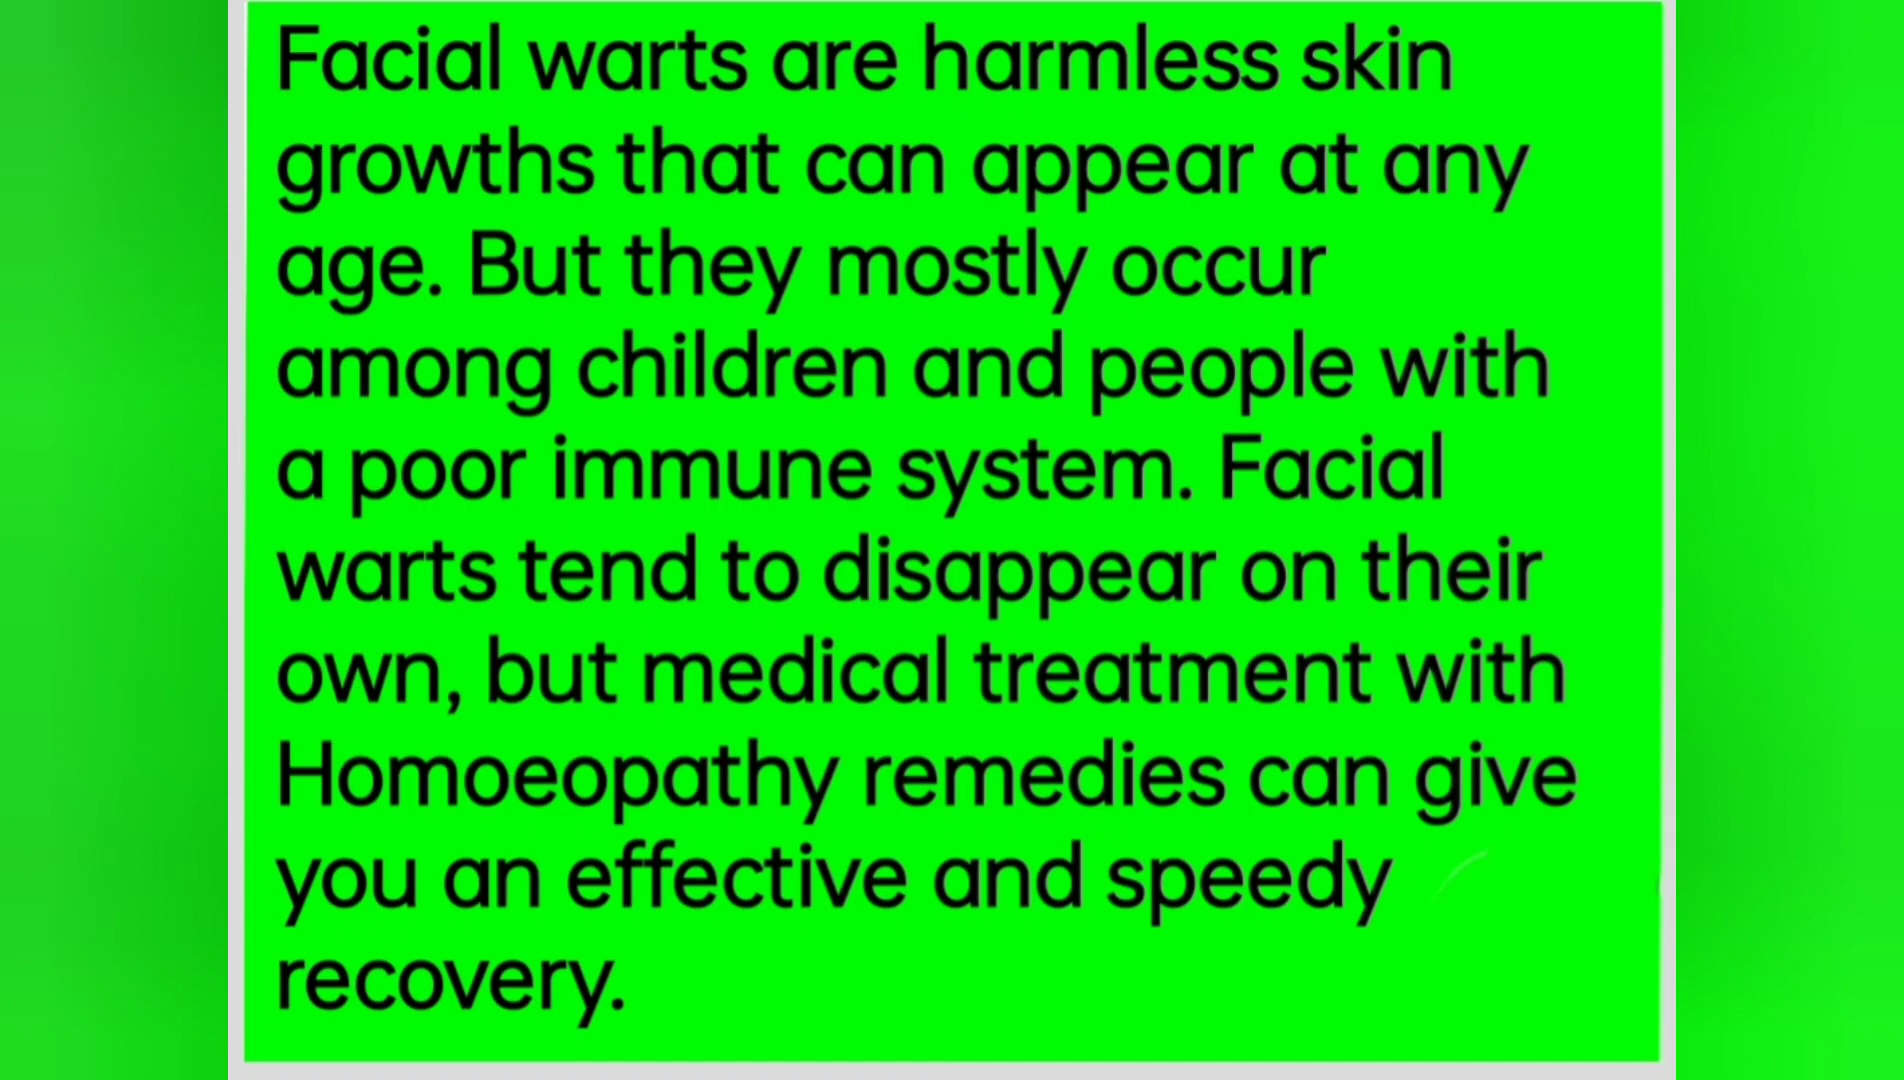 Facial warts are harmless skin
growths that can appear at any
age. But they mostly occur
among children and people with
a poor immune system. Facial
warts tend to disappear on their
own, but medical treatment with
Homoeopathy remedies can give
you an effective and speedy
recovery.